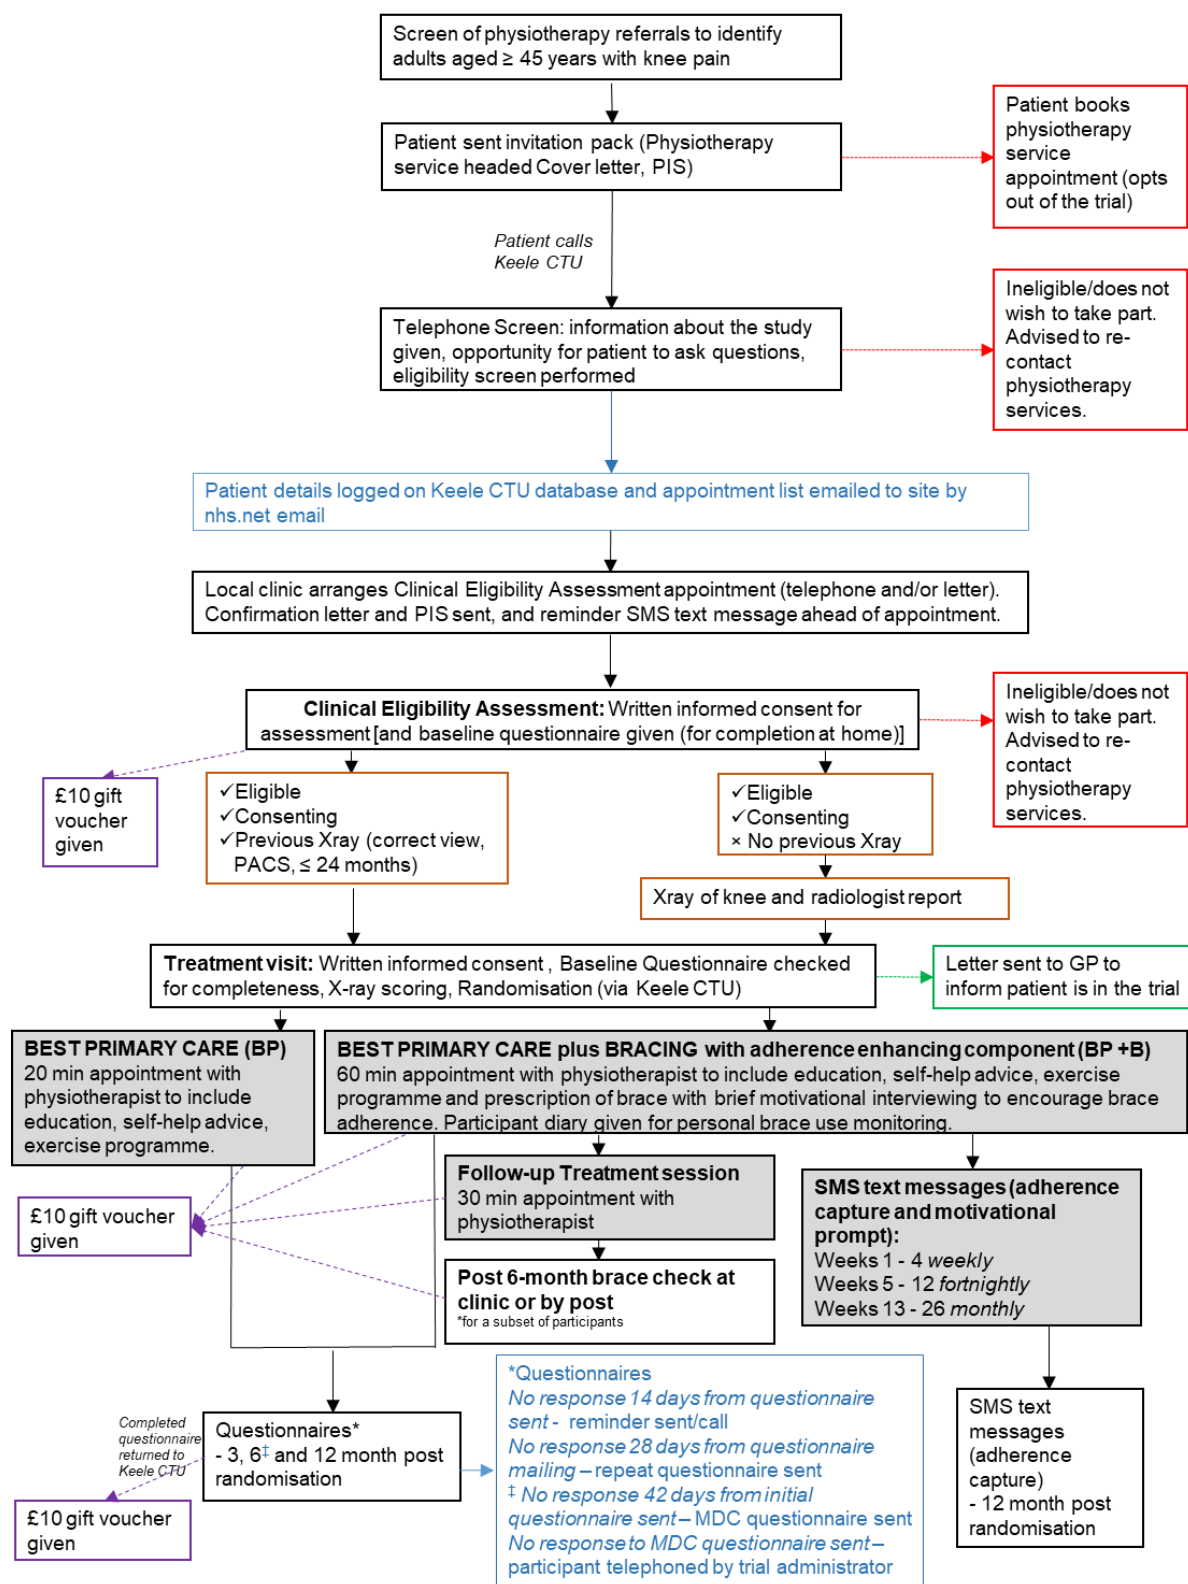 Screen of physiotherapy referrals to identify
adults aged ≥ 45 years with knee pain
Patient sent invitation pack (Physiotherapy
service headed Cover letter, PIS)
Patient books
physiotherapy
service
appointment (opts
out of the trial)
Patient calls
Keele CTU
Telephone Screen: information about the study
given, opportunity for patient to ask questions,
eligibility screen performed
Ineligible/does not
wish to take part.
Advised to re-
contact
physiotherapy
services.
Patient details logged on Keele CTU database and appointment list emailed to site by
nhs.net email
Local clinic arranges Clinical Eligibility Assessment appointment (telephone and/or letter).
Confirmation letter and PIS sent, and reminder SMS text message ahead of appointment.
Clinical Eligibility Assessment: Written informed consent for
assessment [and baseline questionnaire given (for completion at home)]
Ineligible/does not
wish to take part.
Advised to re-
contact
physiotherapy
services.
£10 gift
voucher
given
✓Eligible
✓Consenting
✓Previous Xray (correct view,
PACS, ≤ 24 months)
✓Eligible
✓Consenting
× No previous Xray
Xray of knee and radiologist report
Treatment visit: Written informed consent , Baseline Questionnaire checked
for completeness, X-ray scoring, Randomisation (via Keele CTU)
Letter sent to GP to
inform patient is in the trial
BEST PRIMARY CARE (BP)
20 min appointment with
physiotherapist to include
education, self-help advice,
exercise programme.
BEST PRIMARY CARE plus BRACING with adherence enhancing component (BP +B)
60 min appointment with physiotherapist to include education, self-help advice, exercise
programme and prescription of brace with brief motivational interviewing to encourage brace
adherence. Participant diary given for personal brace use monitoring.
£10 gift voucher
given
Follow-up Treatment session
30 min appointment with
physiotherapist
Post 6-month brace check at
clinic or by post
*for a subset of participants
SMS text messages (adherence
capture and motivational
prompt):
Weeks 1 - 4 weekly
Weeks 5 - 12 fortnightly
Weeks 13 - 26 monthly
Completed
questionnaire
returned to
Keele CTU
Questionnaires*
- 3, 6‡ and 12 month post
randomisation
£10 gift voucher
given
*Questionnaires
No response 14 days from questionnaire
sent - reminder sent/call
No response 28 days from questionnaire
mailing – repeat questionnaire sent
‡ No response 42 days from initial
questionnaire sent – MDC questionnaire sent
No response to MDC questionnaire sent –
participant telephoned by trial administrator
SMS text
messages
(adherence
capture)
- 12 month post
randomisation